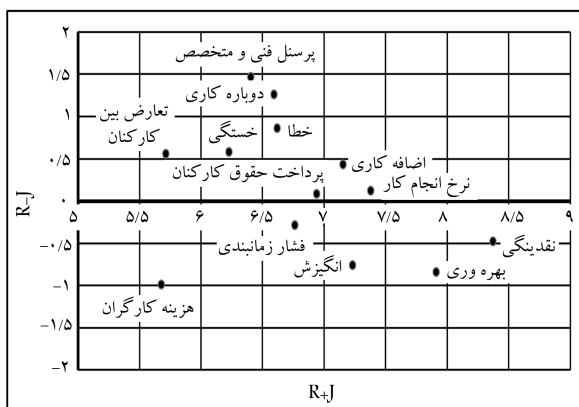 ۲
پرسنل فنی و متخصص
۱/۵
دوباره کاری
۱
تعارض بین
کارکنان
خستگی
خطا
۰/۵
پرداخت حقوق کارکنان
اضافه کاری
نرخ انجام کار
۰
۵
۵/۵
۶
۶/۵
۷
۷/۵
۸
۸/۵
۹
فشار زمانبندی
نقدینگی
-۰/۵
انگیزش
بهره وری
-۱
هزینه کارگران
-۱/۵
-۲
R-J
R+J